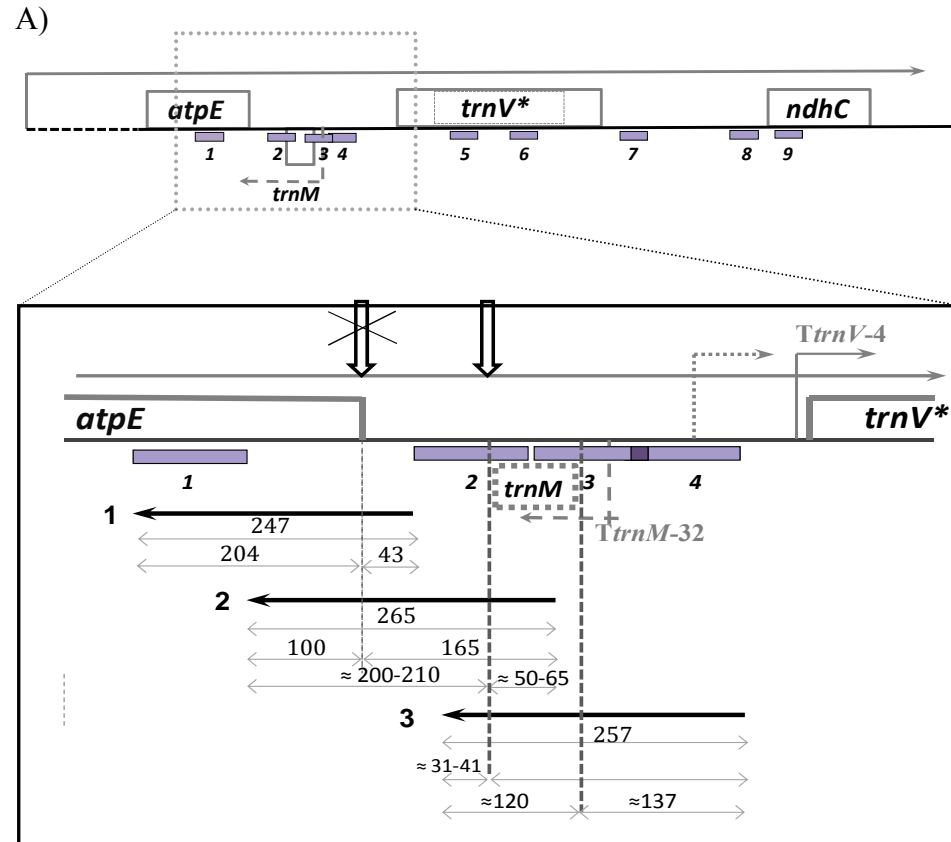 A)
atpE trnV* ndhC
1 2 3 4 5 6 7 8 9
trnM
TtrnV-4
atpE trnV*
1 2 3 4
trnM
TtrnM-32
1
247
204 43
2
265
100 165
≈ 200-210 ≈ 50-65
3
257
≈ 31-41
≈120 ≈137